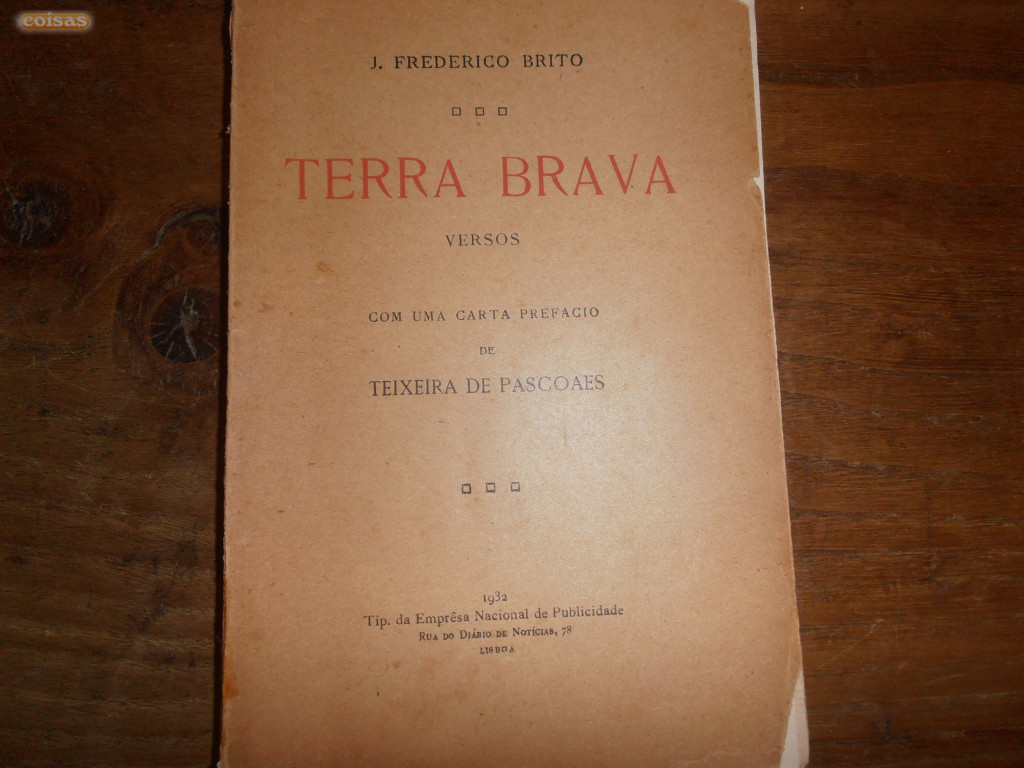 coisas
J. FREDERICO BRITO
TERRA BRAVA
VERSOS
COM UMA CARTA PREFACIO
DE
TEIXEIRA DE PASCOAES
1932
Tip. da Emprêsa Nacional de Publicidade
RUA DO DIÁRIO DE NOTÍCIAS, 78
LISBOA